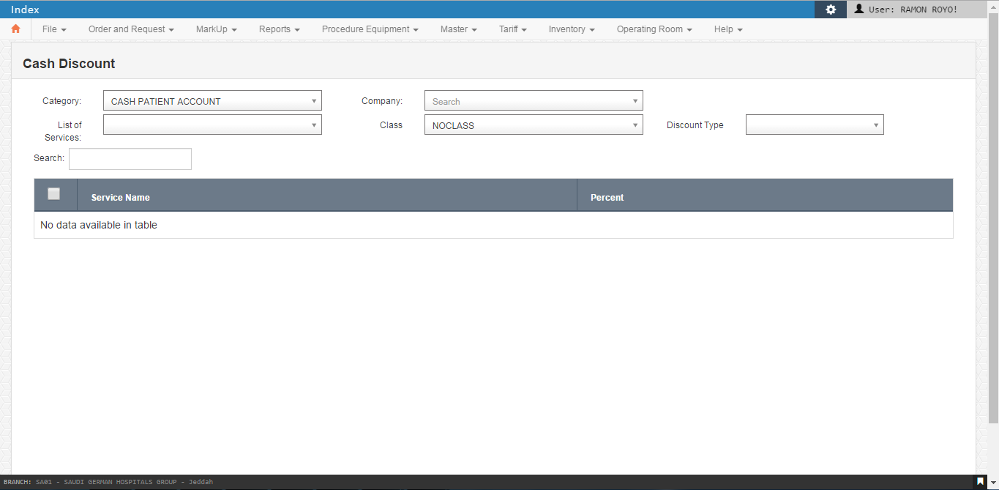 Index
User: RAMON ROYO!
File Order and Request MarkUp Reports Procedure Equipment Master Tariff Inventory Operating Room Help
Cash Discount
Category: CASH PATIENT ACCOUNT Company: Search
List of Services: Class NOCLASS Discount Type
Search:
Service Name Percent
No data available in table
BRANCH: SA01 - SAUDI GERMAN HOSPITALS GROUP - Jeddah